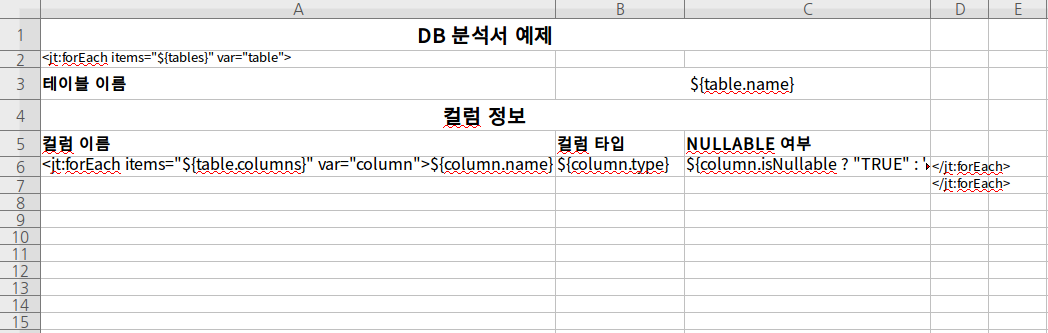 A B C D E
1 DB 분석서 예제
2 <jt:forEach items="${tables}" var="table">
3 테이블 이름 ${table.name}
4 컬럼 정보
5 컬럼 이름 컬럼 타입 NULLABLE 여부
6 <jt:forEach items="${table.columns}" var="column">${column.name} ${column.type} ${column.isNullable ? "TRUE" : ' </jt:forEach>
7 </jt:forEach>
8
9
10
11
12
13
14
15